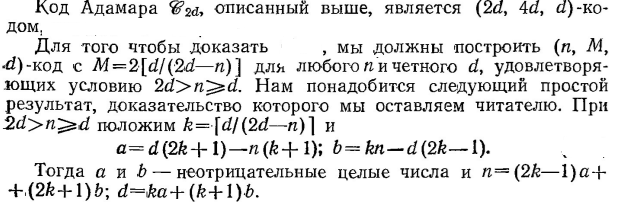 Код Адамара 𝒞2d, описанный выше, является (2d, 4d, d)-ко-
дом.
Для того чтобы доказать , мы должны построить (n, M,
d)-код с M=2[d/(2d—n)] для любого n и четного d, удовлетворя-
ющих условию 2d>n⩾d. Нам понадобится следующий простой
результат, доказательство которого мы оставляем читателю. При
2d>n⩾d положим k=[d/(2d—n)] и
a=d(2k+1)—n(k+1); b=kn—d(2k—1).
Тогда a и b — неотрицательные целые числа и n=(2k—1)a+
+(2k+1)b; d=ka+(k+1)b.